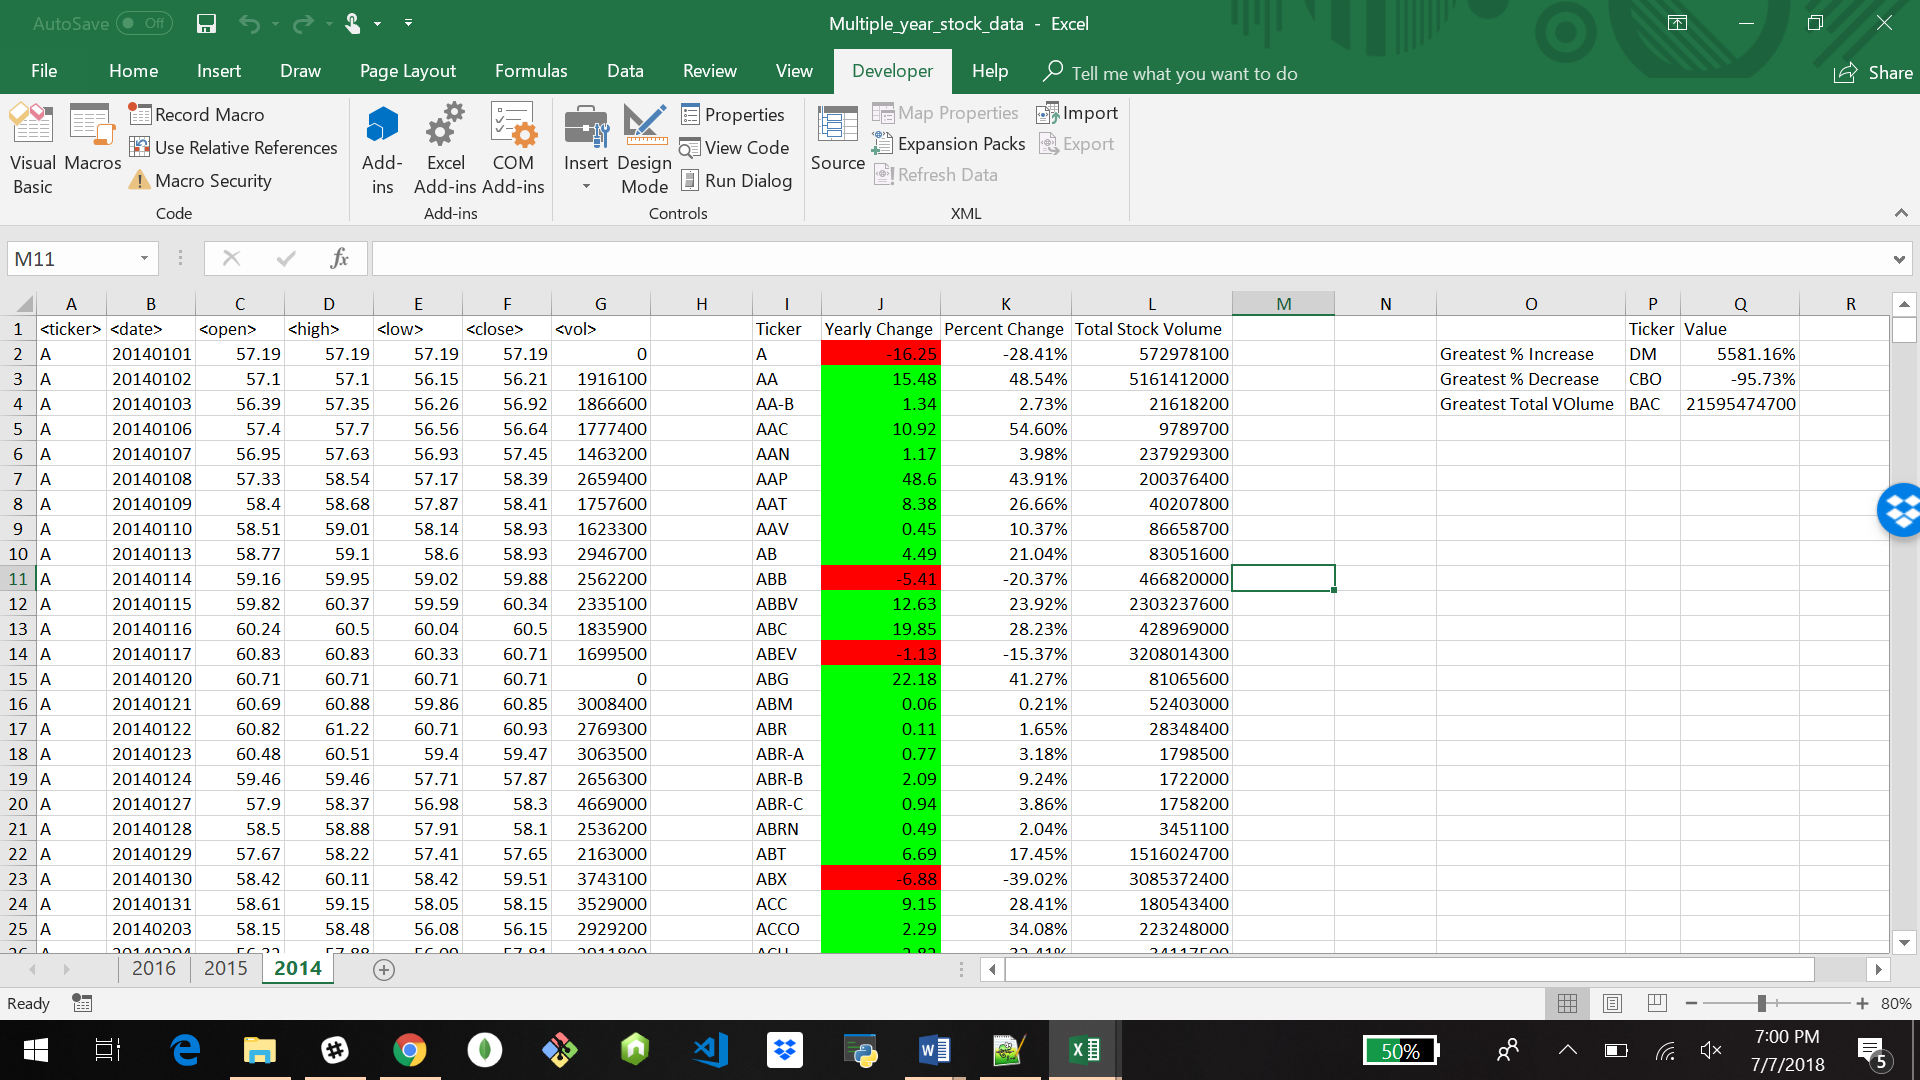 AutoSave Off
Multiple_year_stock_data - Excel
File Home Insert Draw Page Layout Formulas Data Review View Developer Help Tell me what you want to do Share
Visual Basic
Macros
Record Macro
Use Relative References
Macro Security
Code
Add-ins
Excel Add-ins
COM Add-ins
Add-ins
Insert
Design Mode
Properties
View Code
Run Dialog
Controls
Source
Map Properties
Expansion Packs
Refresh Data
Import
Export
XML
M11 fx
A B C D E F G H I J K L M N O P Q R
1 <ticker> <date> <open> <high> <low> <close> <vol> Ticker Yearly Change Percent Change Total Stock Volume Ticker Value
2 A 20140101 57.19 57.19 57.19 57.19 0 A -16.25 -28.41% 572978100 Greatest % Increase DM 5581.16%
3 A 20140102 57.1 57.1 56.15 56.21 1916100 AA 15.48 48.54% 5161412000 Greatest % Decrease CBO -95.73%
4 A 20140103 56.39 57.35 56.26 56.92 1866600 AA-B 1.34 2.73% 21618200 Greatest Total VOlume BAC 21595474700
5 A 20140106 57.4 57.7 56.56 56.64 1777400 AAC 10.92 54.60% 9789700
6 A 20140107 56.95 57.63 56.93 57.45 1463200 AAN 1.17 3.98% 237929300
7 A 20140108 57.33 58.54 57.17 58.39 2659400 AAP 48.6 43.91% 200376400
8 A 20140109 58.4 58.68 57.87 58.41 1757600 AAT 8.38 26.66% 40207800
9 A 20140110 58.51 59.01 58.14 58.93 1623300 AAV 0.45 10.37% 86658700
10 A 20140113 58.77 59.1 58.6 58.93 2946700 AB 4.49 21.04% 83051600
11 A 20140114 59.16 59.95 59.02 59.88 2562200 ABB -5.41 -20.37% 466820000
12 A 20140115 59.82 60.37 59.59 60.34 2335100 ABBV 12.63 23.92% 2303237600
13 A 20140116 60.24 60.5 60.04 60.5 1835900 ABC 19.85 28.23% 428969000
14 A 20140117 60.83 60.83 60.33 60.71 1699500 ABEV -1.13 -15.37% 3208014300
15 A 20140120 60.71 60.71 60.71 60.71 0 ABG 22.18 41.27% 81065600
16 A 20140121 60.69 60.88 59.86 60.85 3008400 ABM 0.06 0.21% 52403000
17 A 20140122 60.82 61.22 60.71 60.93 2769300 ABR 0.11 1.65% 28348400
18 A 20140123 60.48 60.51 59.4 59.47 3063500 ABR-A 0.77 3.18% 1798500
19 A 20140124 59.46 59.46 57.71 57.87 2656300 ABR-B 2.09 9.24% 1722000
20 A 20140127 57.9 58.37 56.98 58.3 4669000 ABR-C 0.94 3.86% 1758200
21 A 20140128 58.5 58.88 57.91 58.1 2536200 ABRN 0.49 2.04% 3451100
22 A 20140129 57.67 58.22 57.41 57.65 2163000 ABT 6.69 17.45% 1516024700
23 A 20140130 58.42 60.11 58.42 59.51 3743100 ABX -6.88 -39.02% 3085372400
24 A 20140131 58.61 59.15 58.05 58.15 3529000 ACC 9.15 28.41% 180543400
25 A 20140203 58.15 58.48 56.08 56.15 2929200 ACCO 2.29 34.08% 223248000
2016 2015 2014
Ready 80%
50% 7:00 PM
7/7/2018 5